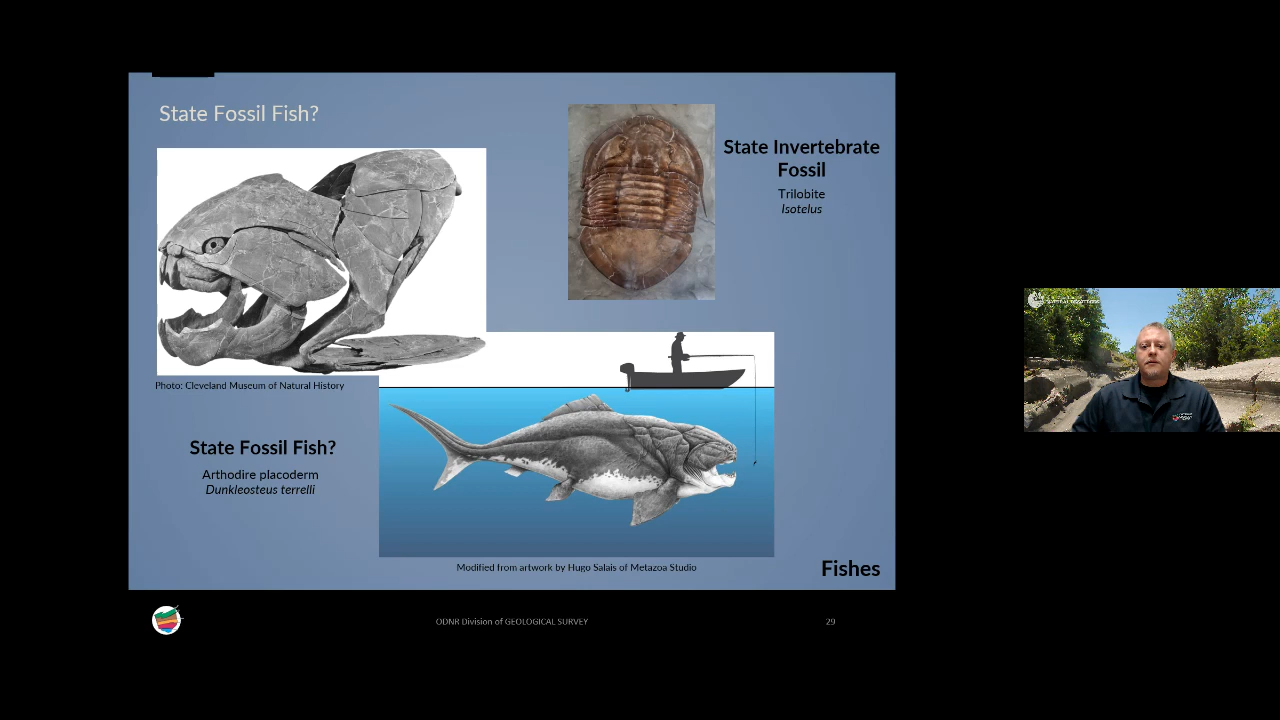 State Fossil Fish?
State Invertebrate
Fossil
Trilobite
Isotelus
Photo: Cleveland Museum of Natural History
State Fossil Fish?
Arthodire placoderm
Dunkleosteus terrelli
Modified from artwork by Hugo Salais of Metazoa Studio
Fishes
ODNR Division of GEOLOGICAL SURVEY
29